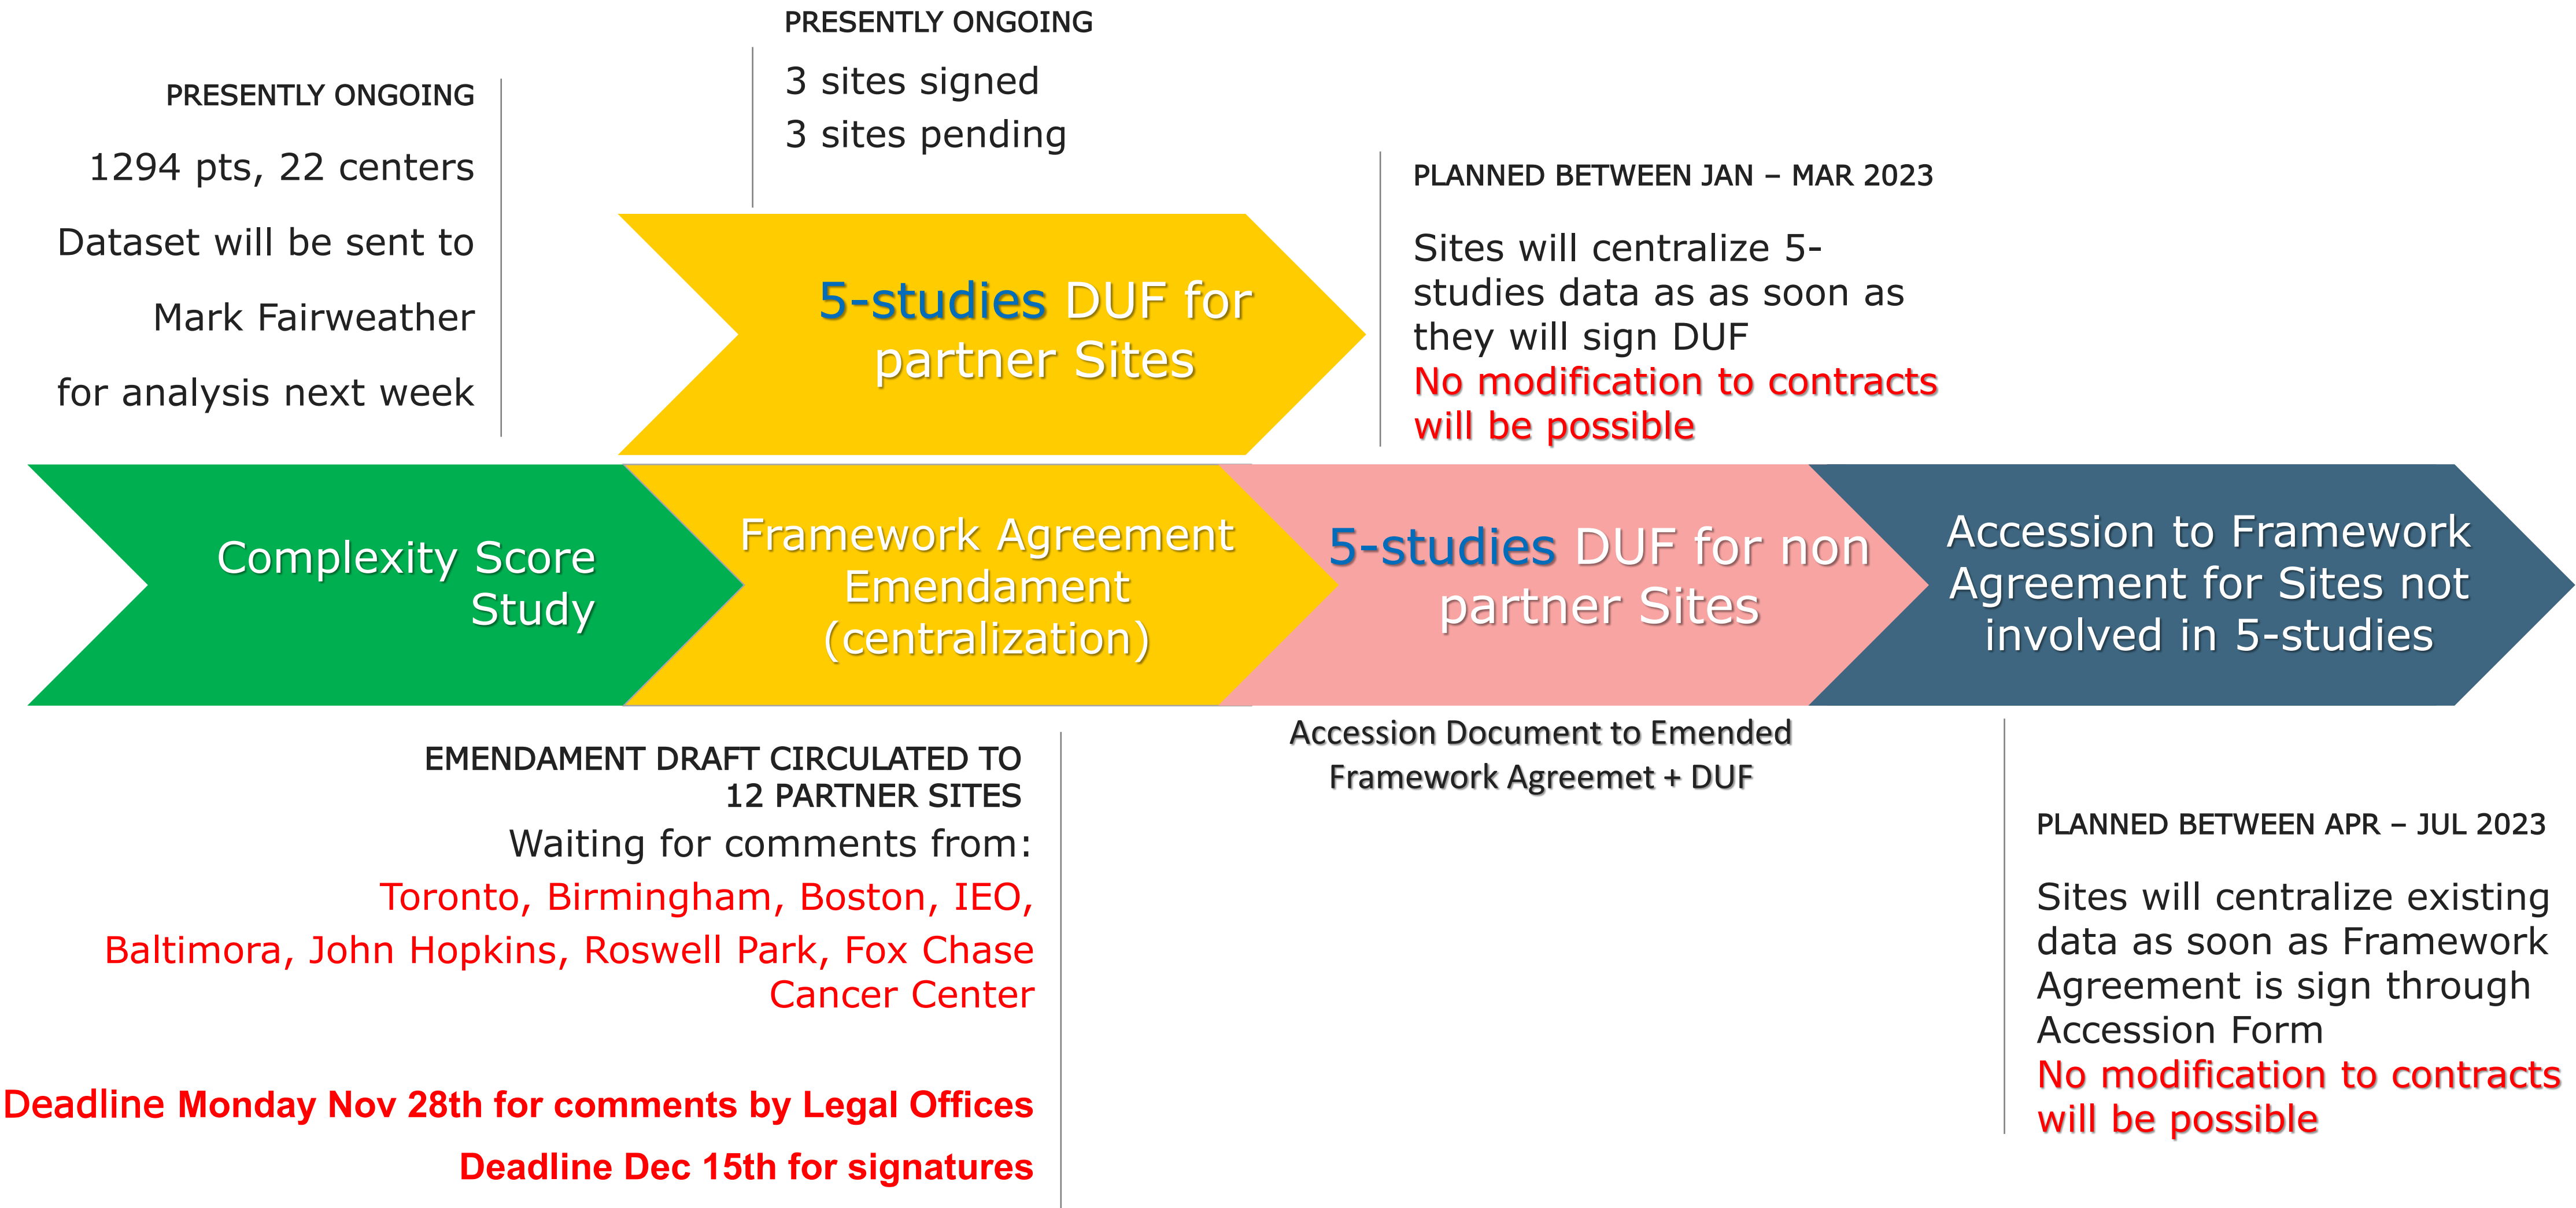 PRESENTLY ONGOING
1294 pts, 22 centers
Dataset will be sent to
Mark Fairweather
for analysis next week
PRESENTLY ONGOING
3 sites signed
3 sites pending
5-studies DUF for
partner Sites
PLANNED BETWEEN JAN – MAR 2023
Sites will centralize 5-
studies data as as soon as
they will sign DUF
No modification to contracts
will be possible
Complexity Score
Study
Framework Agreement
Emendament
(centralization)
5-studies DUF for non
partner Sites
Accession to Framework
Agreement for Sites not
involved in 5-studies
EMENDAMENT DRAFT CIRCULATED TO
12 PARTNER SITES
Waiting for comments from:
Toronto, Birmingham, Boston, IEO,
Baltimora, John Hopkins, Roswell Park, Fox Chase
Cancer Center
Deadline Monday Nov 28th for comments by Legal Offices
Deadline Dec 15th for signatures
Accession Document to Emended
Framework Agreemet + DUF
PLANNED BETWEEN APR – JUL 2023
Sites will centralize existing
data as soon as Framework
Agreement is sign through
Accession Form
No modification to contracts
will be possible